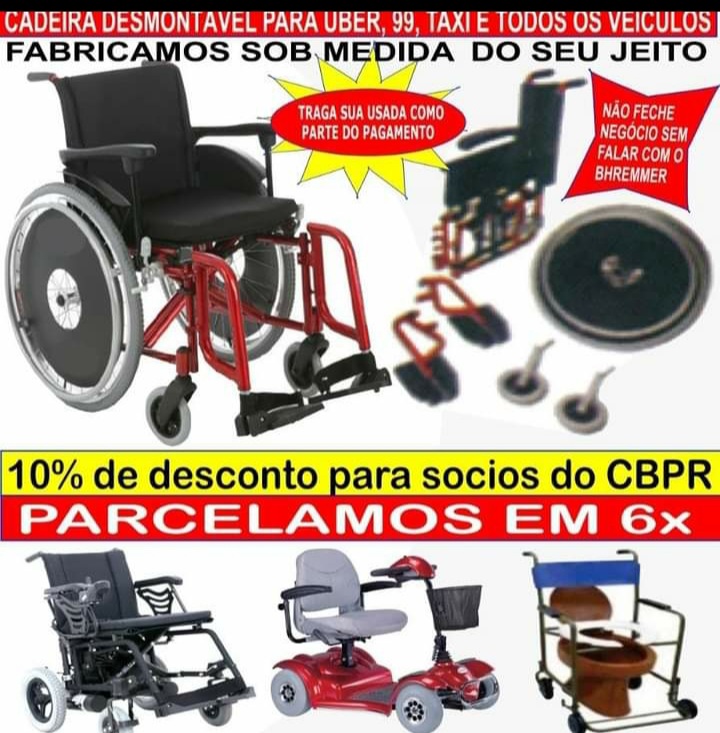 CADEIRA DESMONTAVEL PARA UBER, 99, TAXI E TODOS OS VEICULOS
FABRICAMOS SOB MEDIDA DO SEU JEITO
TRAGA SUA USADA COMO
PARTE DO PAGAMENTO
NÃO FECHE
NEGÓCIO SEM
FALAR COM O
BHREMMER
10% de desconto para socios do CBPR
PARCELAMOS EM 6x